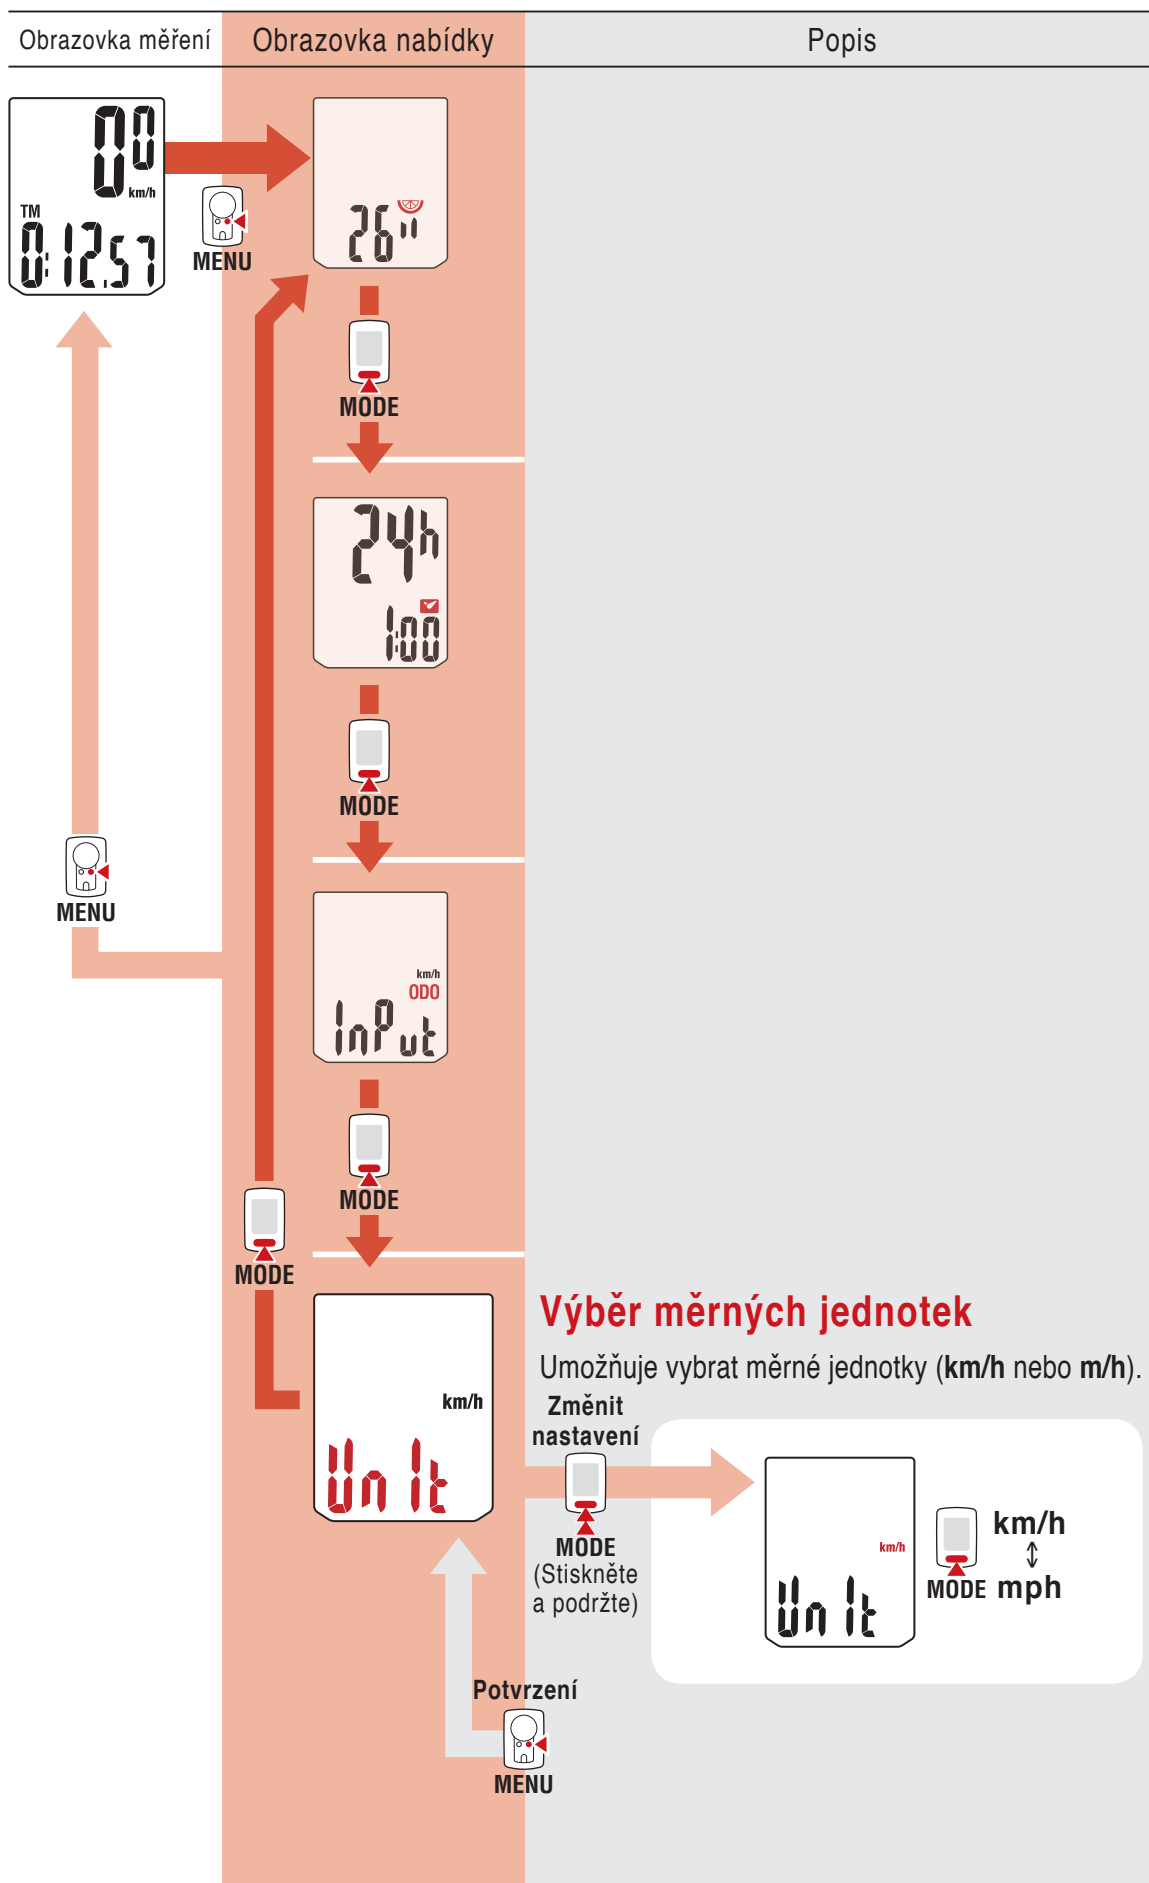 Obrazovka měření
Obrazovka nabídky
Popis
00
km/h
TM
0:12.57
MENU
26"
MODE
24h
1:00
MODE
MENU
km/h
ODO
InPut
MODE
MODE
Výběr měrných jednotek
Umožňuje vybrat měrné jednotky (km/h nebo m/h).
km/h
UnIt
Změnit
nastavení
MODE
(Stiskněte
a podržte)
km/h
UnIt
MODE
km/h
mph
Potvrzení
MENU